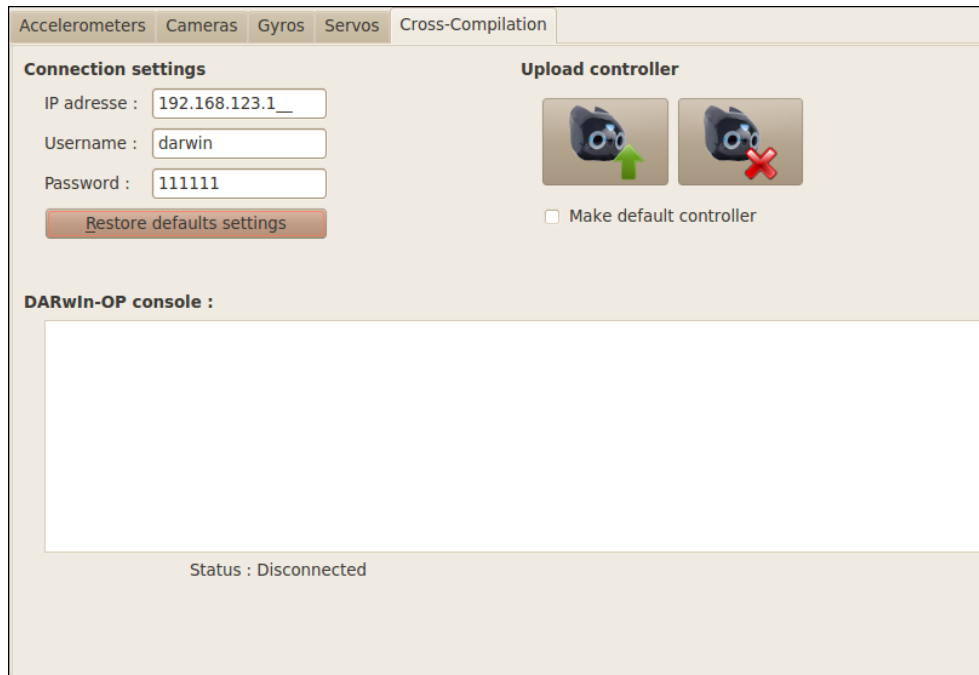 Accelerometers Cameras Gyros Servos Cross-Compilation
Connection settings
IP adresse : 192.168.123.1__
Username : darwin
Password : 111111
Restore defaults settings
Upload controller
Make default controller
DARwIn-OP console :
Status : Disconnected